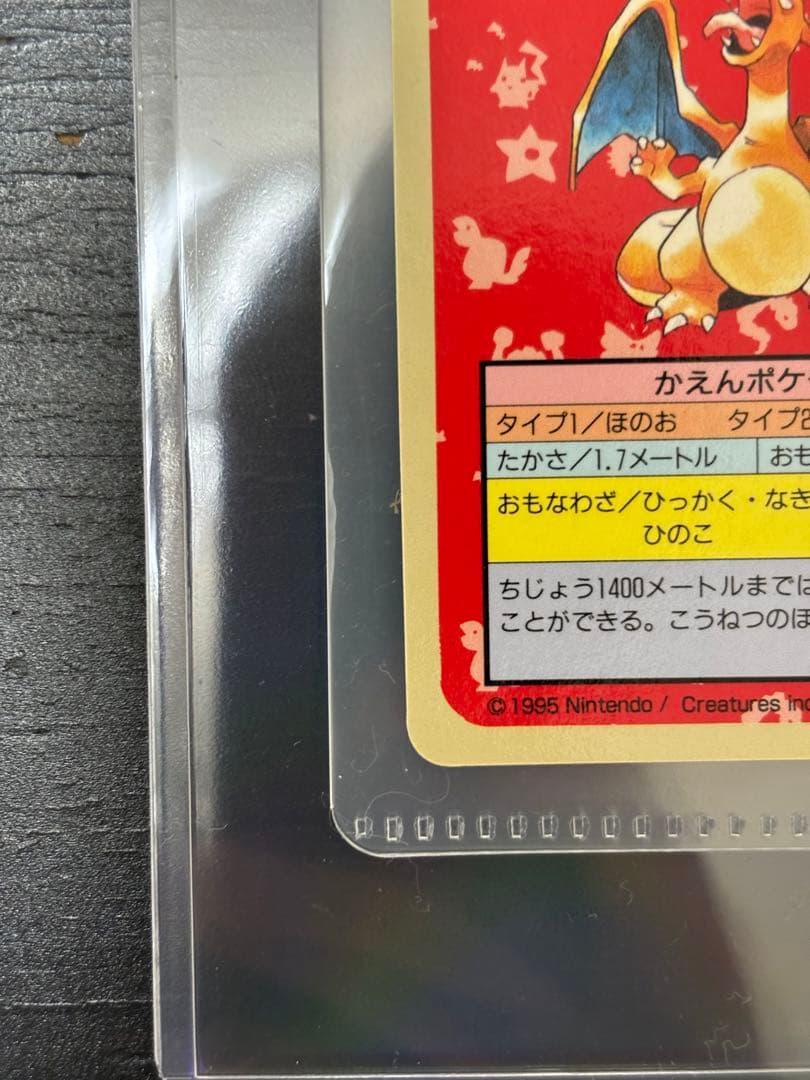 かえんポケ
タイプ1／ほのお タイプ2
たかさ／1.7メートル おも
おもなわざ／ひっかく・なき
ひのこ
ちじょう1400メートルまでは
ことができる。こうねつのほ
©1995 Nintendo / Creatures inc